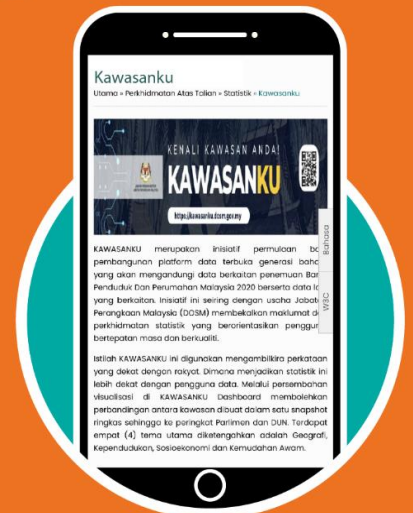 Kawasanku
Utama » Perkhidmatan Atas Talian » Statistik » Kawasanku
KENALI KAWASAN ANDA!
KAWASANKU
https://kawasanku.dosm.gov.my
Bahasa
W3C
KAWASANKU merupakan inisiatif permulaan
pembangunan platform data terbuka generasi
yang akan mengandungi data berkaitan penemuan
Penduduk Dan Perumahan Malaysia 2020 berserta data
yang berkaitan. Inisiatif ini seiring dengan usaha
Perangkaan Malaysia (DOSM) membekalkan maklumat
perkhidmatan statistik yang berorientasikan
bertepatan masa dan berkualiti.
Istilah KAWASANKU ini digunakan mengambilkira perkataan
yang dekat dengan rakyat. Dimana menjadikan statistik ini
lebih dekat dengan pengguna data. Melalui persembahan
visualisasi di KAWASANKU Dashboard membolehkan
perbandingan antara kawasan dibuat dalam satu snapshot
ringkas sehingga ke peringkat Parlimen dan DUN. Terdapat
empat (4) tema utama diketengahkan adalah Geografi,
Kependudukan, Sosioekonomi dan Kemudahan Awam.